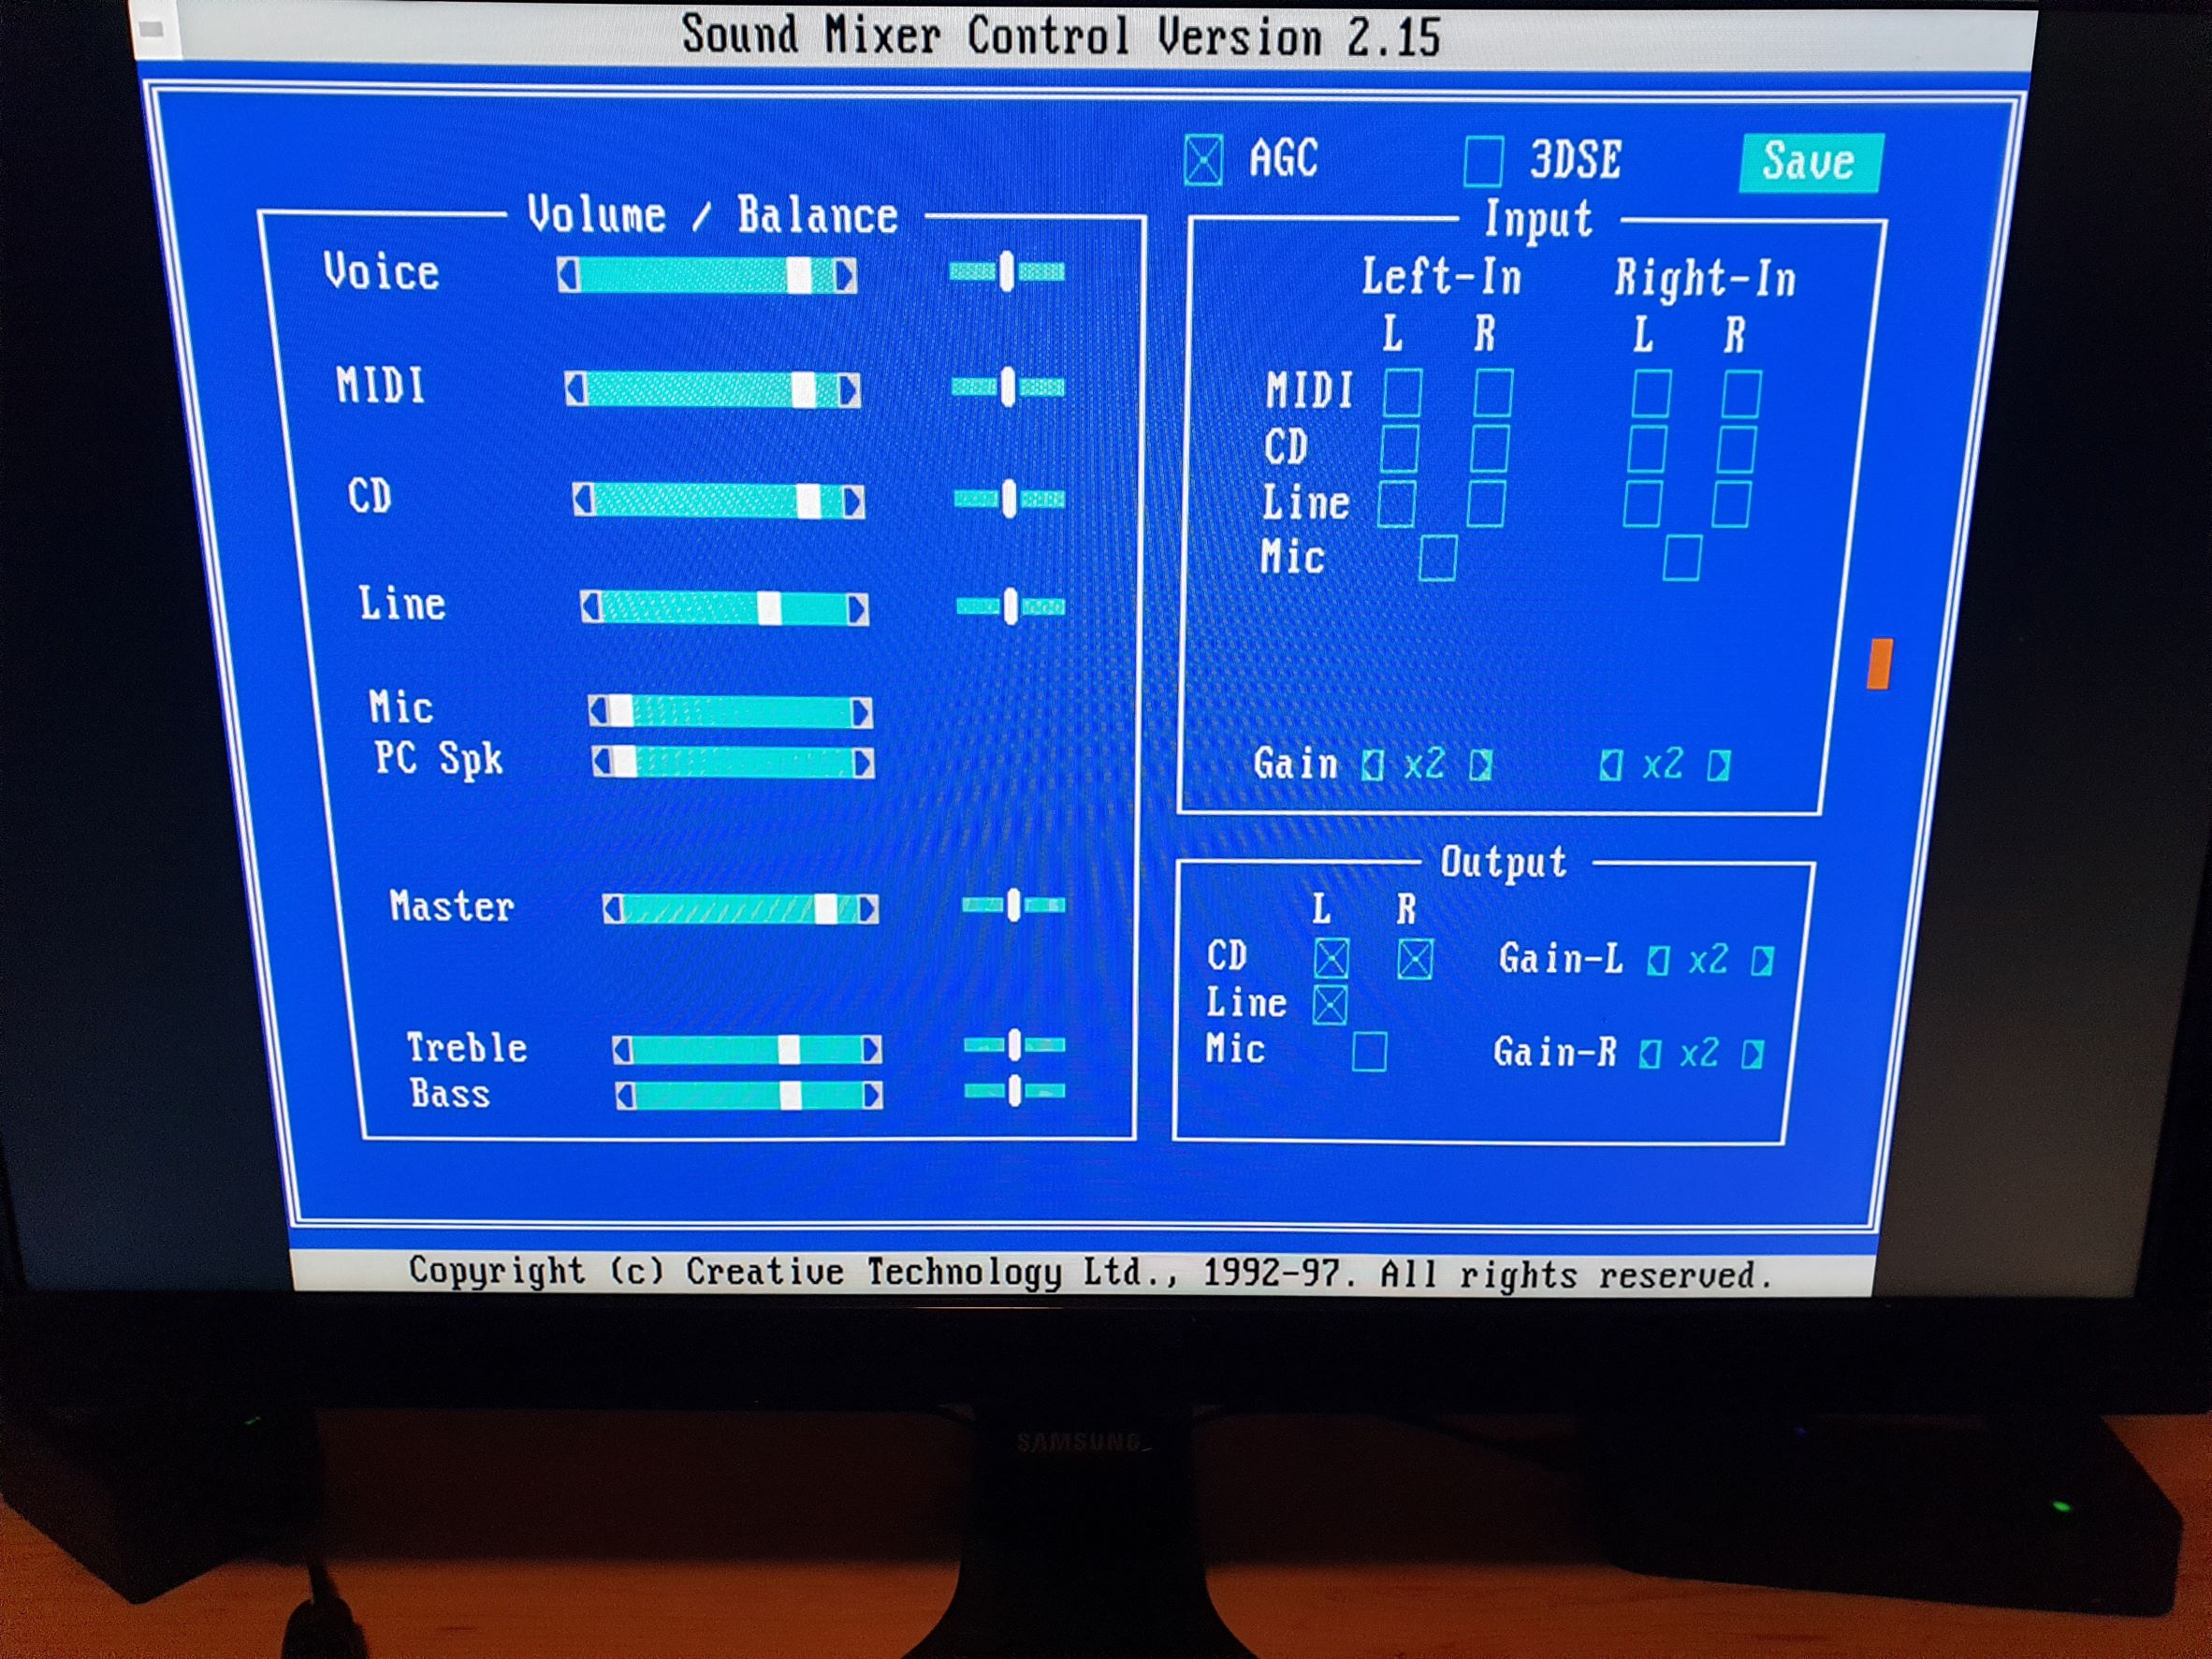 Sound Mixer Control Version 2.15
AGC 3DSE Save
Volume / Balance
Voice
MIDI
CD
Line
Mic
PC Spk
Master
Treble
Bass
Input
Left-In Right-In
L R L R
MIDI
CD
Line
Mic
Gain x2 x2
Output
L R
CD Gain-L x2
Line
Mic Gain-R x2
Copyright (c) Creative Technology Ltd., 1992-97. All rights reserved.
SAMSUNG